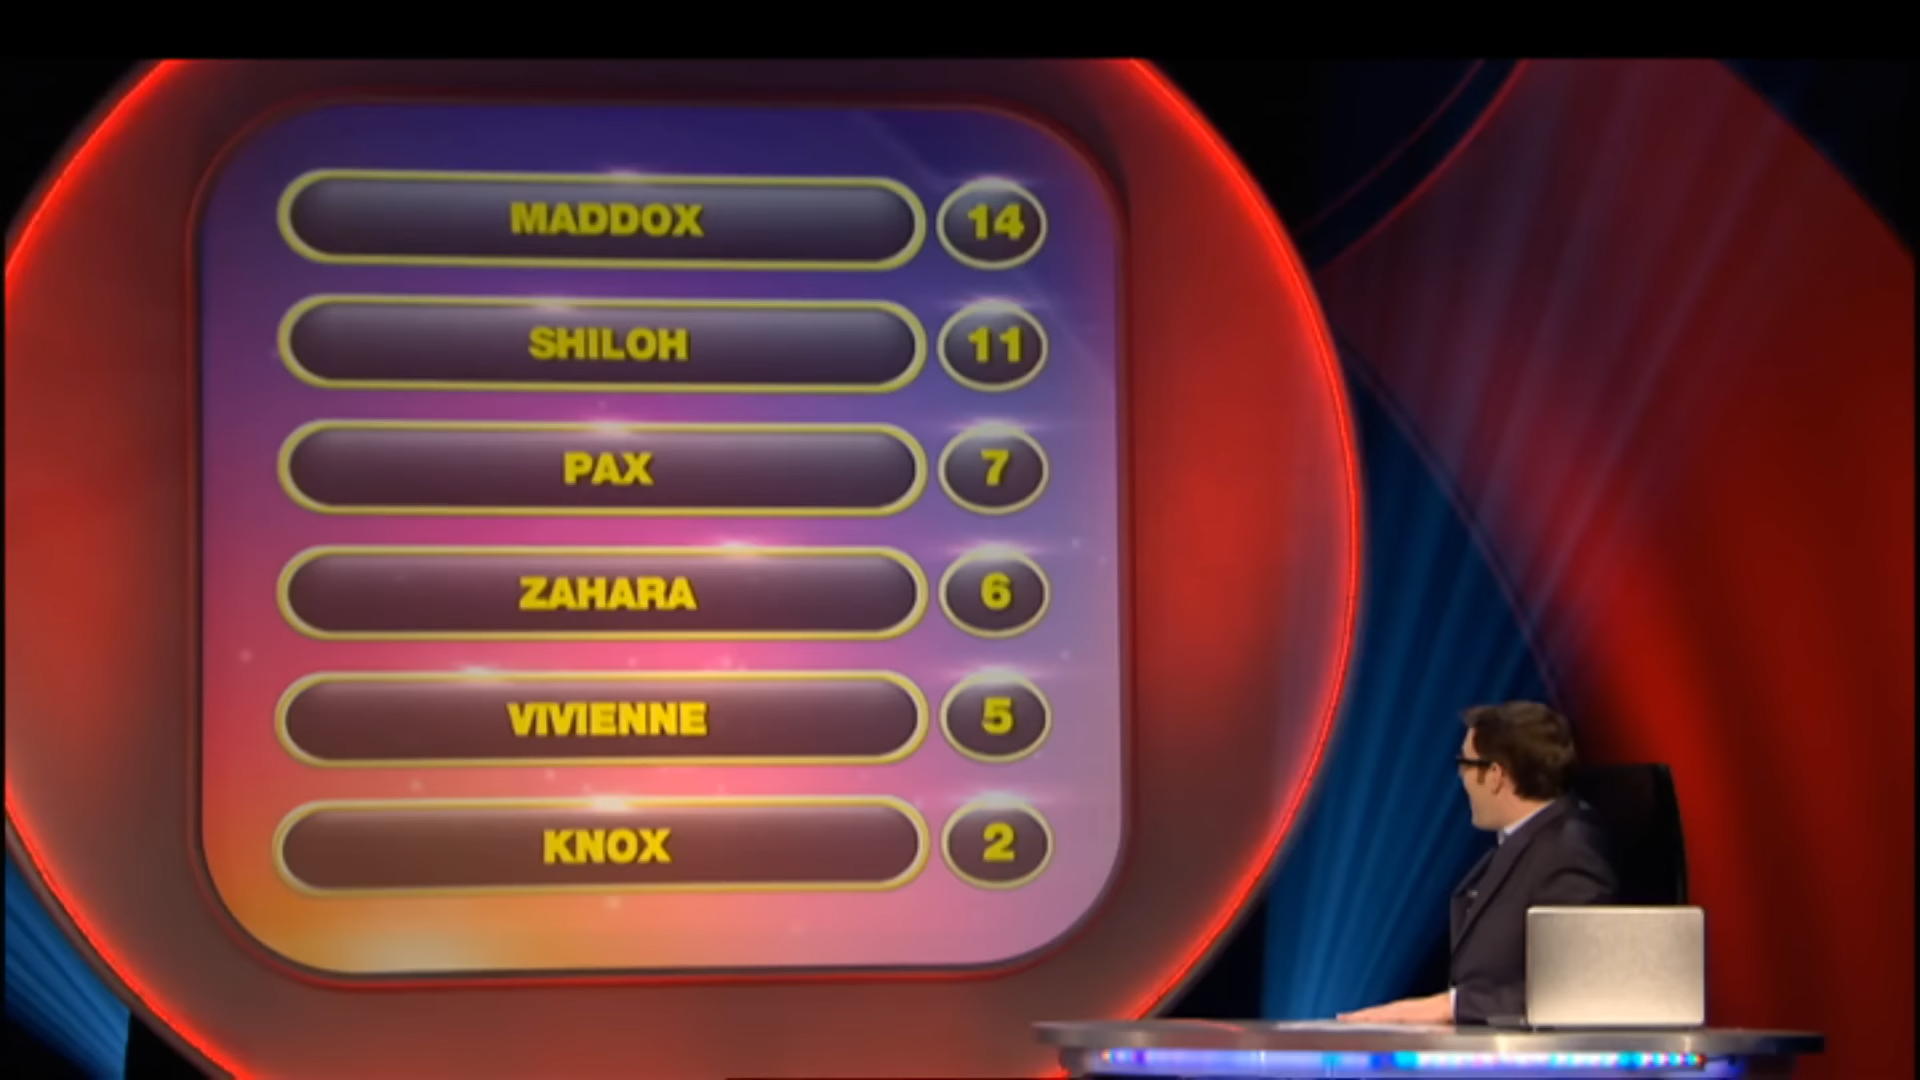 MADDOX 14
SHILOH 11
PAX 7
ZAHARA 6
VIVIENNE 5
KNOX 2